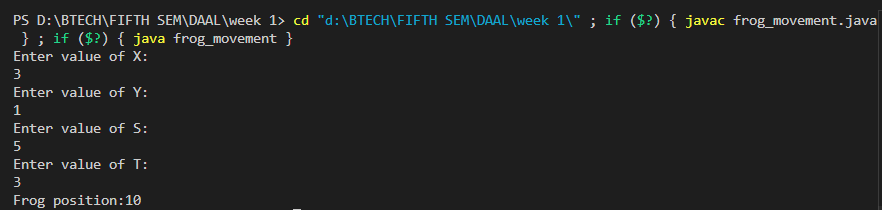 PS D:\BTECH\FIFTH SEM\DAAL\week 1> cd "d:\BTECH\FIFTH SEM\DAAL\week 1\" ; if ($?) { javac frog_movement.java
 } ; if ($?) { java frog_movement }
Enter value of X:
3
Enter value of Y:
1
Enter value of S:
5
Enter value of T:
3
Frog position:10